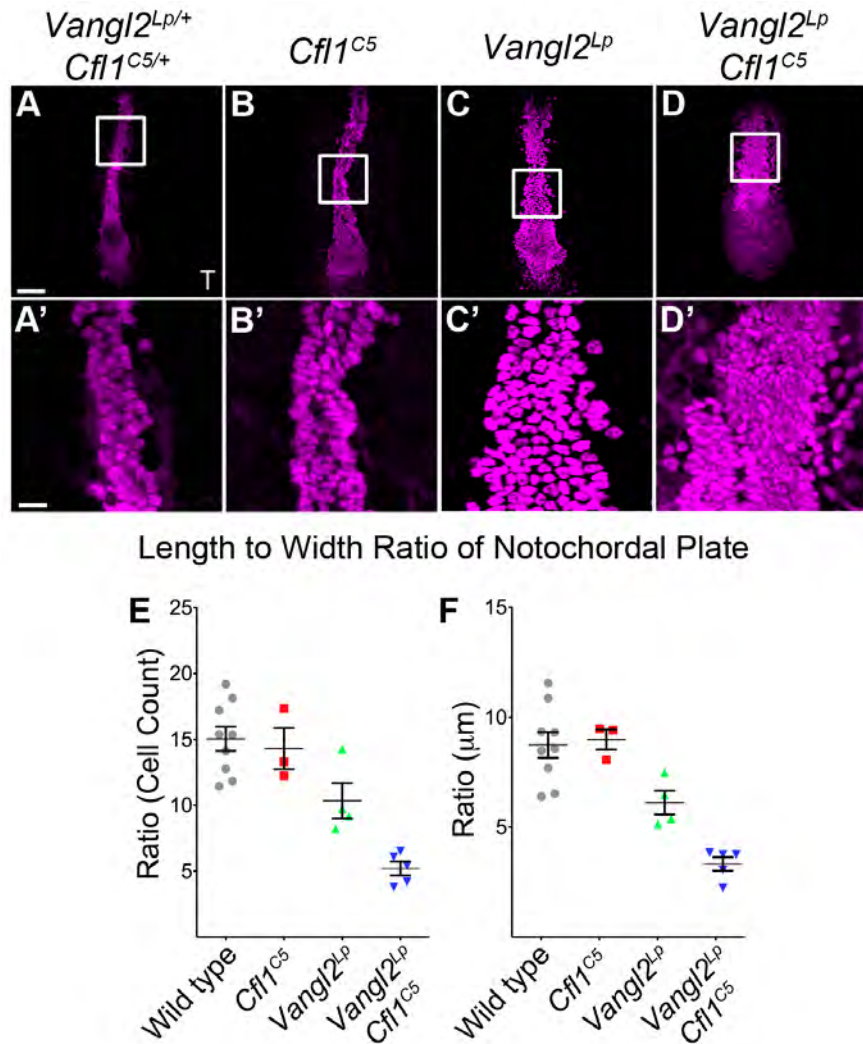 Vangl2Lp/+
Cfl1C5/+
Cfl1C5
Vangl2Lp
Vangl2Lp
Cfl1C5
A
B
C
D
T
A'
B'
C'
D'
Length to Width Ratio of Notochordal Plate
E
25
20
15
10
5
Ratio (Cell Count)
Wild type
Cfl1C5
Vangl2Lp
Vangl2Lp
Cfl1C5
F
15
10
5
Ratio (μm)
Wild type
Cfl1C5
Vangl2Lp
Vangl2Lp
Cfl1C5